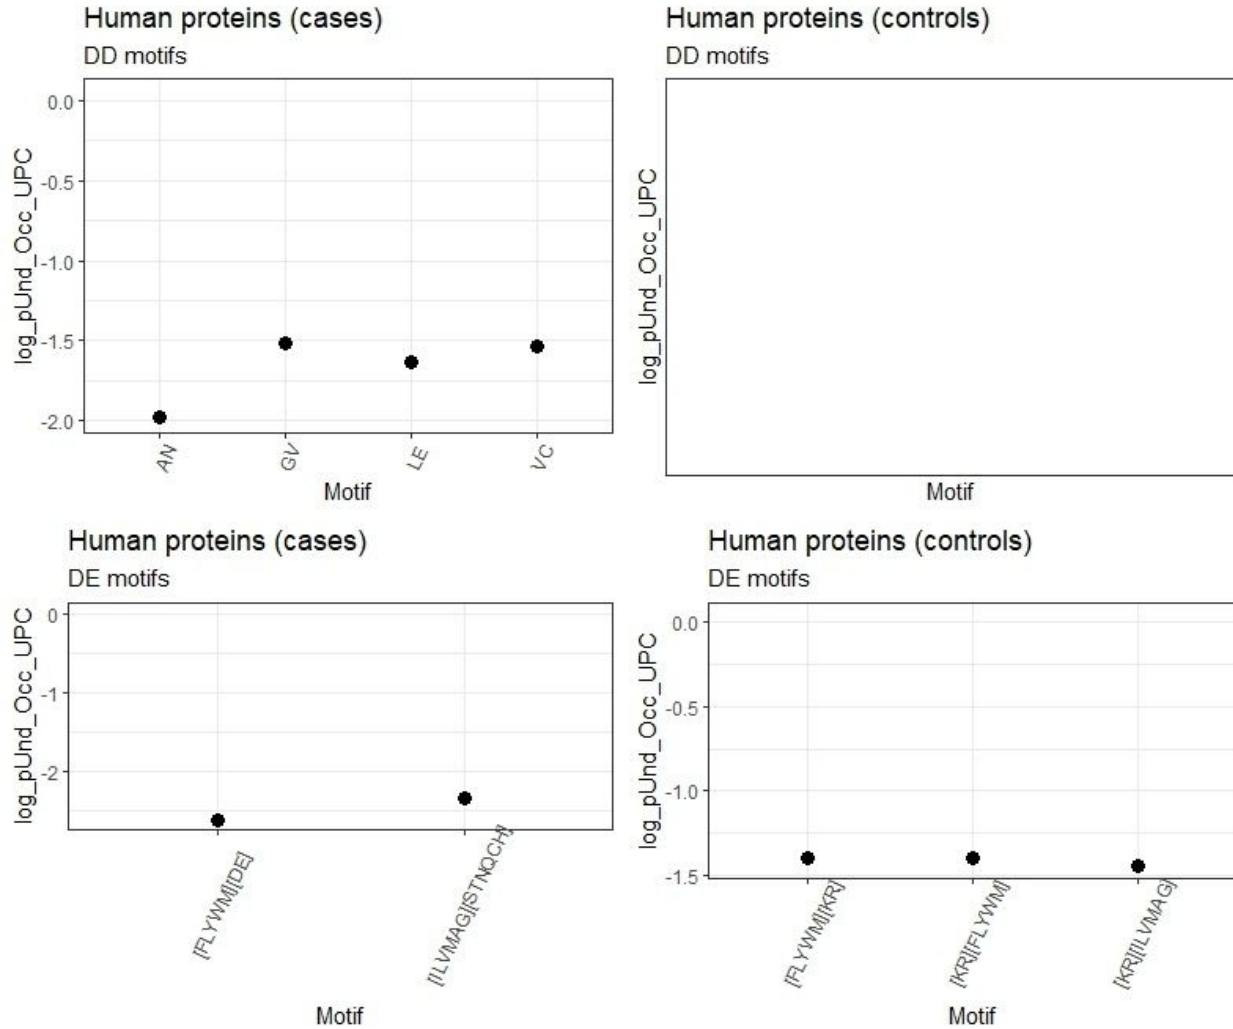 Human proteins (cases)
DD motifs
log_pUnd_Occ_UPC
0.0
-0.5
-1.0
-1.5
-2.0
AN
GV
LE
VC
Motif
Human proteins (controls)
DD motifs
log_pUnd_Occ_UPC
Motif
Human proteins (cases)
DE motifs
log_pUnd_Occ_UPC
0
-1
-2
[FLYWM][DE]
[ILVMAG][STNQCH]
Motif
Human proteins (controls)
DE motifs
log_pUnd_Occ_UPC
0.0
-0.5
-1.0
-1.5
[FLYWM][KR]
[KR][FLYWM]
[KR][ILVMAG]
Motif